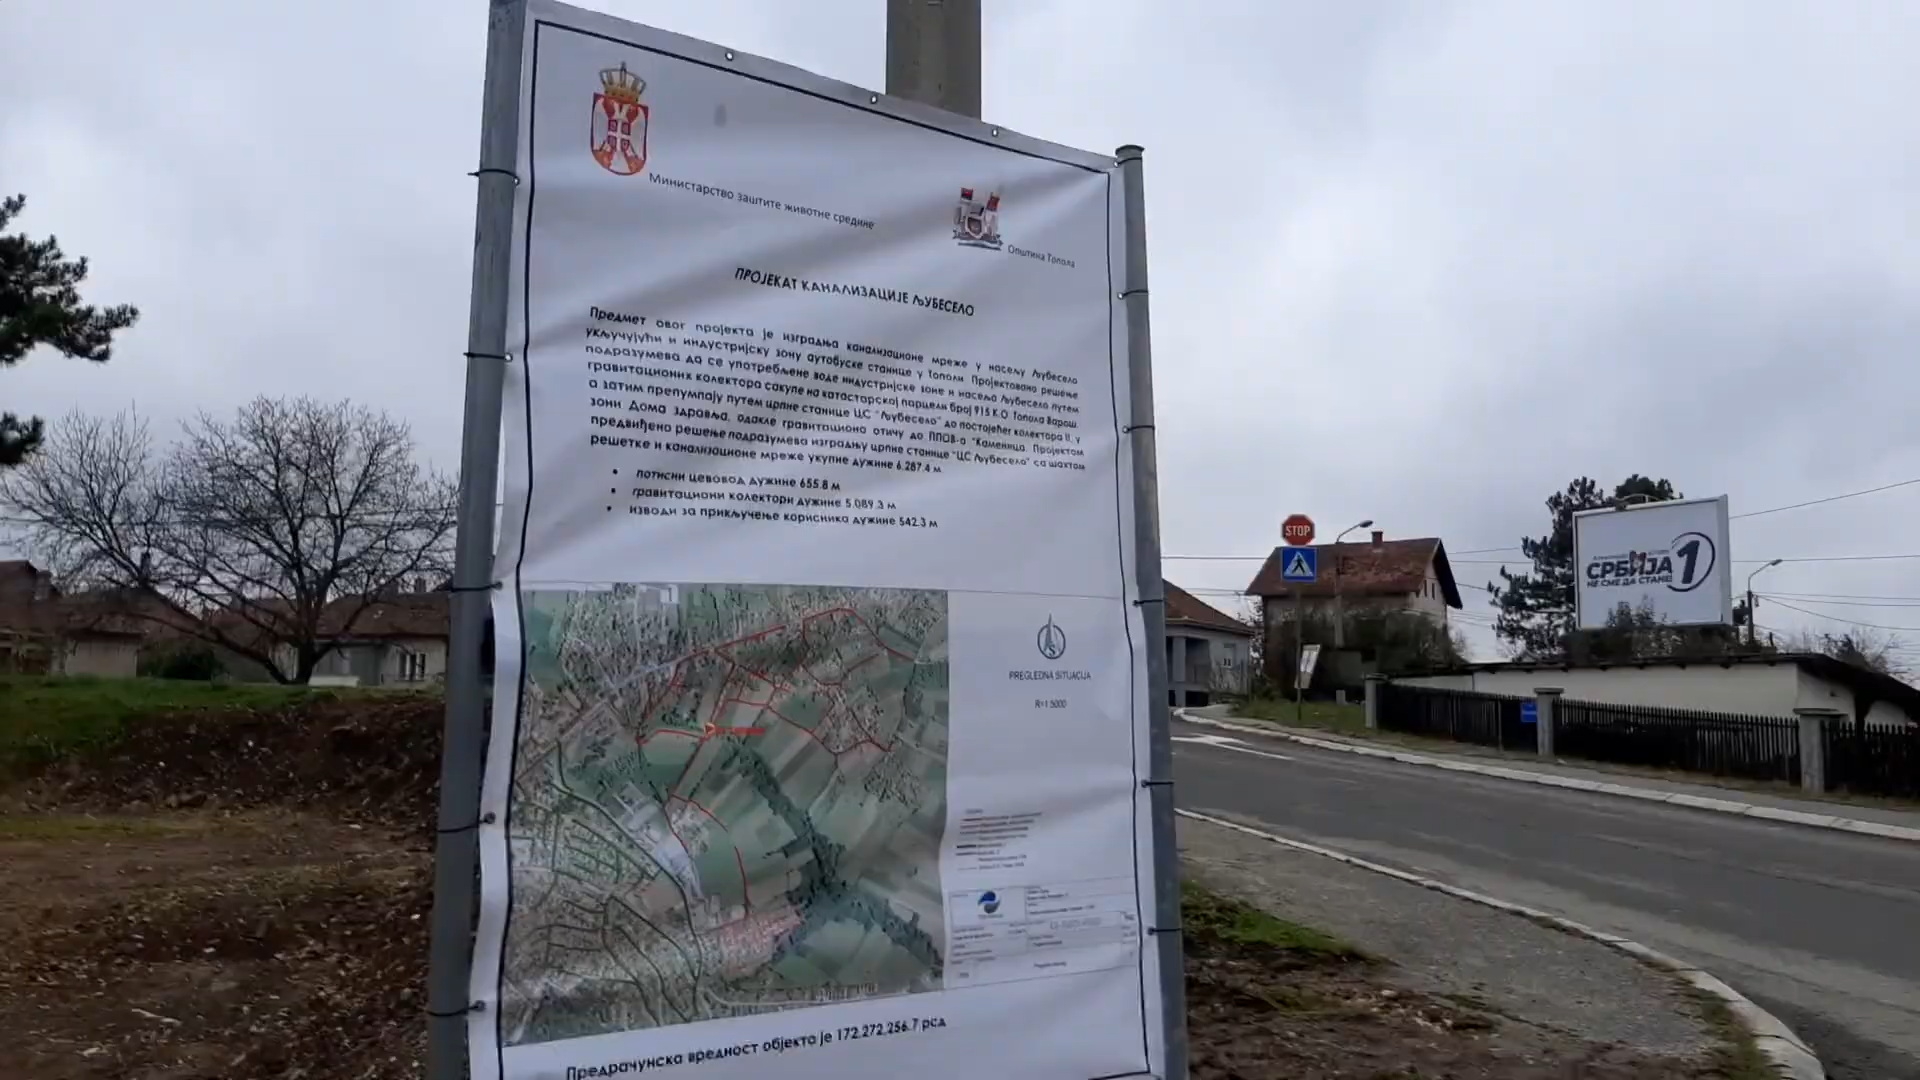 Министарство заштите животне средине
Општина Топола
ПРОЈЕКАТ КАНАЛИЗАЦИЈЕ ЉУБЕСЕЛО
Предмет овог пројекта је изградња канализационе мреже у насељу Љубесело
укључујући и индустријску зону аутобуске станице у Тополи Пројектовано решење
подразумева да се употребљене воде индустријске зоне и насеља Љубесело путем
гравитационих колектора сакупе на катастарској парцели број 915 К.О. Топола Варош,
а затим препумпају путем црпне станице ЦС "Љубесело" до постојећег колектора II, у
зони Дома здравља, одакле гравитационо отичу до ППОВ-а "Каменица. Пројектом
предвиђено решење подразумева изградњу црпне станице "ЦС Љубесело" са шахтом
решетке и канализационе мреже укупне дужине 6.287.4 м
• потисни цевовод дужине 655.8 м
• гравитациони колектори дужине 5.089.3 м
• изводи за прикључење корисника дужине 542.3 м
S
PREGLEDNA SITUACIJA
R=1:5000
Предрачунска вредност објекта је 172.272.256.7 рсд
STOP
СРБИЈА
НЕ СМЕ ДА СТАНЕ!
1